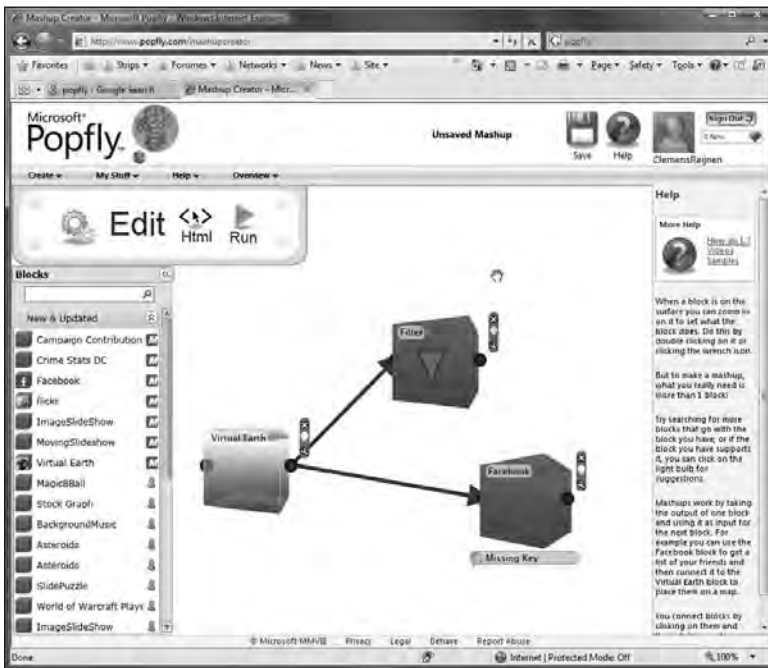 Mashup Creator - Microsoft Popfly - Windows Internet Explorer
http://www.popfly.com/mashupcreator
popfly
Favorites Strips Forumes Networks News Site Page Safety Tools
popfly - Google Search Mashup Creator - Micr...
Microsoft®
Popfly
Unsaved Mashup
Save Help
Sign Out
ClemensReijnen
Create My Stuff Help Overview
Edit Html Run
Blocks
New & Updated
Campaign Contribution
Crime Stats DC
Facebook
flickr
ImageSlideShow
MovingSlideshow
Virtual Earth
Magic8Ball
Stock Graph
BackgroundMusic
Asteroids
Asteroids
SlidePuzzle
World of Warcraft Playe
ImageSlideShow
Filter
Virtual Earth
Facebook
Missing Key
Help
More Help
How do I..?
Videos
Samples
When a block is on the
surface you can zoom in
on it to set what the
block does. Do this by
double clicking on it or
clicking the wrench icon.
But to make a mashup,
what you really need is
more than 1 block!
Try searching for more
blocks that go with the
block you have; or if the
block you have supports
it, you can click on the
light bulb for
suggestions.
Mashups work by taking
the output of one block
and using it as input for
the next block. For
example you can use the
Facebook block to get a
list of your friends and
then connect it to the
Virtual Earth block to
place them on a map.
You connect blocks by
clicking on them and
© Microsoft MMVIII Privacy Legal Behave Report Abuse
Done Internet | Protected Mode: Off 100%